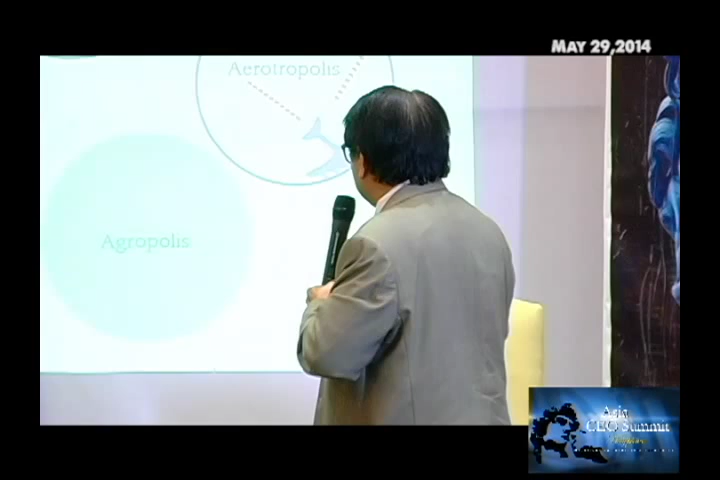 MAY 29,2014
Aerotropolis
Agropolis
Asia
CEO Summit